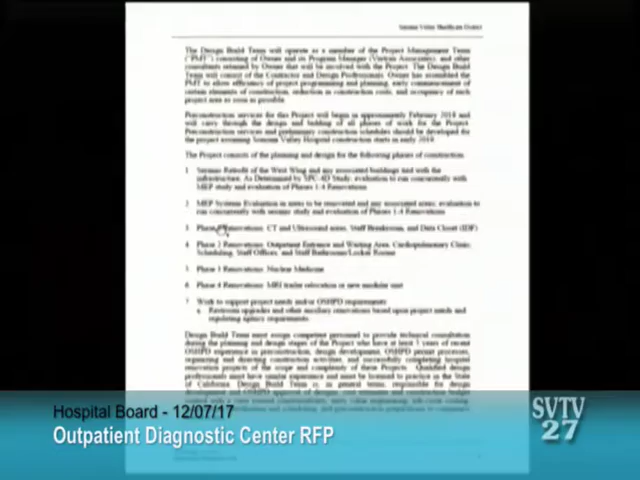 Sonoma Valley Healthcare District
The Design Build Team will operate as a member of the Project Management Team
("PMT") consisting of Owner and its Program Manager (Vertran Associates), and other
consultants retained by Owner that will be involved with the Project. The Design Build
Team will consist of the Contractor and Design Professionals. Owner has assembled the
PMT to allow efficiency of project programming and planning, early commencement of
certain elements of construction, reduction in construction costs, and occupancy of each
project area as soon as possible.
Preconstruction services for this Project will begin in approximately February 2018 and
will carry through the design and bidding of all phases of work for the Project.
Preconstruction services and preliminary construction schedules should be developed for
the project assuming Sonoma Valley Hospital construction starts in early 2019.
The Project consists of the planning and design for the following phases of construction.
1 Seismic Retrofit of the West Wing and any associated buildings tied with the
infrastructure. As Determined by SPC-4D Study, evaluation to run concurrently with
MEP study and evaluation of Phases 1-4 Renovations
2 MEP Systems Evaluation in areas to be renovated and any associated areas, evaluation to
run concurrently with seismic study and evaluation of Phases 1-4 Renovations
3 Phase Renovations: CT and Ultrasound areas, Staff Breakroom, and Data Closet (IDF)
4 Phase 2 Renovations: Outpatient Entrance and Waiting Area, Cardiopulmonary Clinic,
Scheduling, Staff Offices, and Staff Bathrooms/Locker Rooms
5 Phase 3 Renovations: Nuclear Medicine
6 Phase 4 Renovations: MRI trailer relocation or new modular unit
7 Work to support project needs and/or OSHPD requirements
a. Restroom upgrades and other auxiliary renovations based upon project needs and
regulating agency requirements.
Design Build Team must assign competent personnel to provide technical consultation
during the planning and design stages of the Project who have at least 5 years of recent
OSHPD experience in preconstruction, design development, OSHPD permit processes,
organizing and directing construction activities, and successfully completing hospital
renovation projects of the scope and complexity of these Projects. Qualified design
professionals must have similar experience and must be licensed to practice in the State
of California. Design Build Team is, in general terms, responsible for design
development and OSHPD approval of designs, cost estimates and construction budget
Hospital Board - 12/07/17
Outpatient Diagnostic Center RFP
SVTV
27